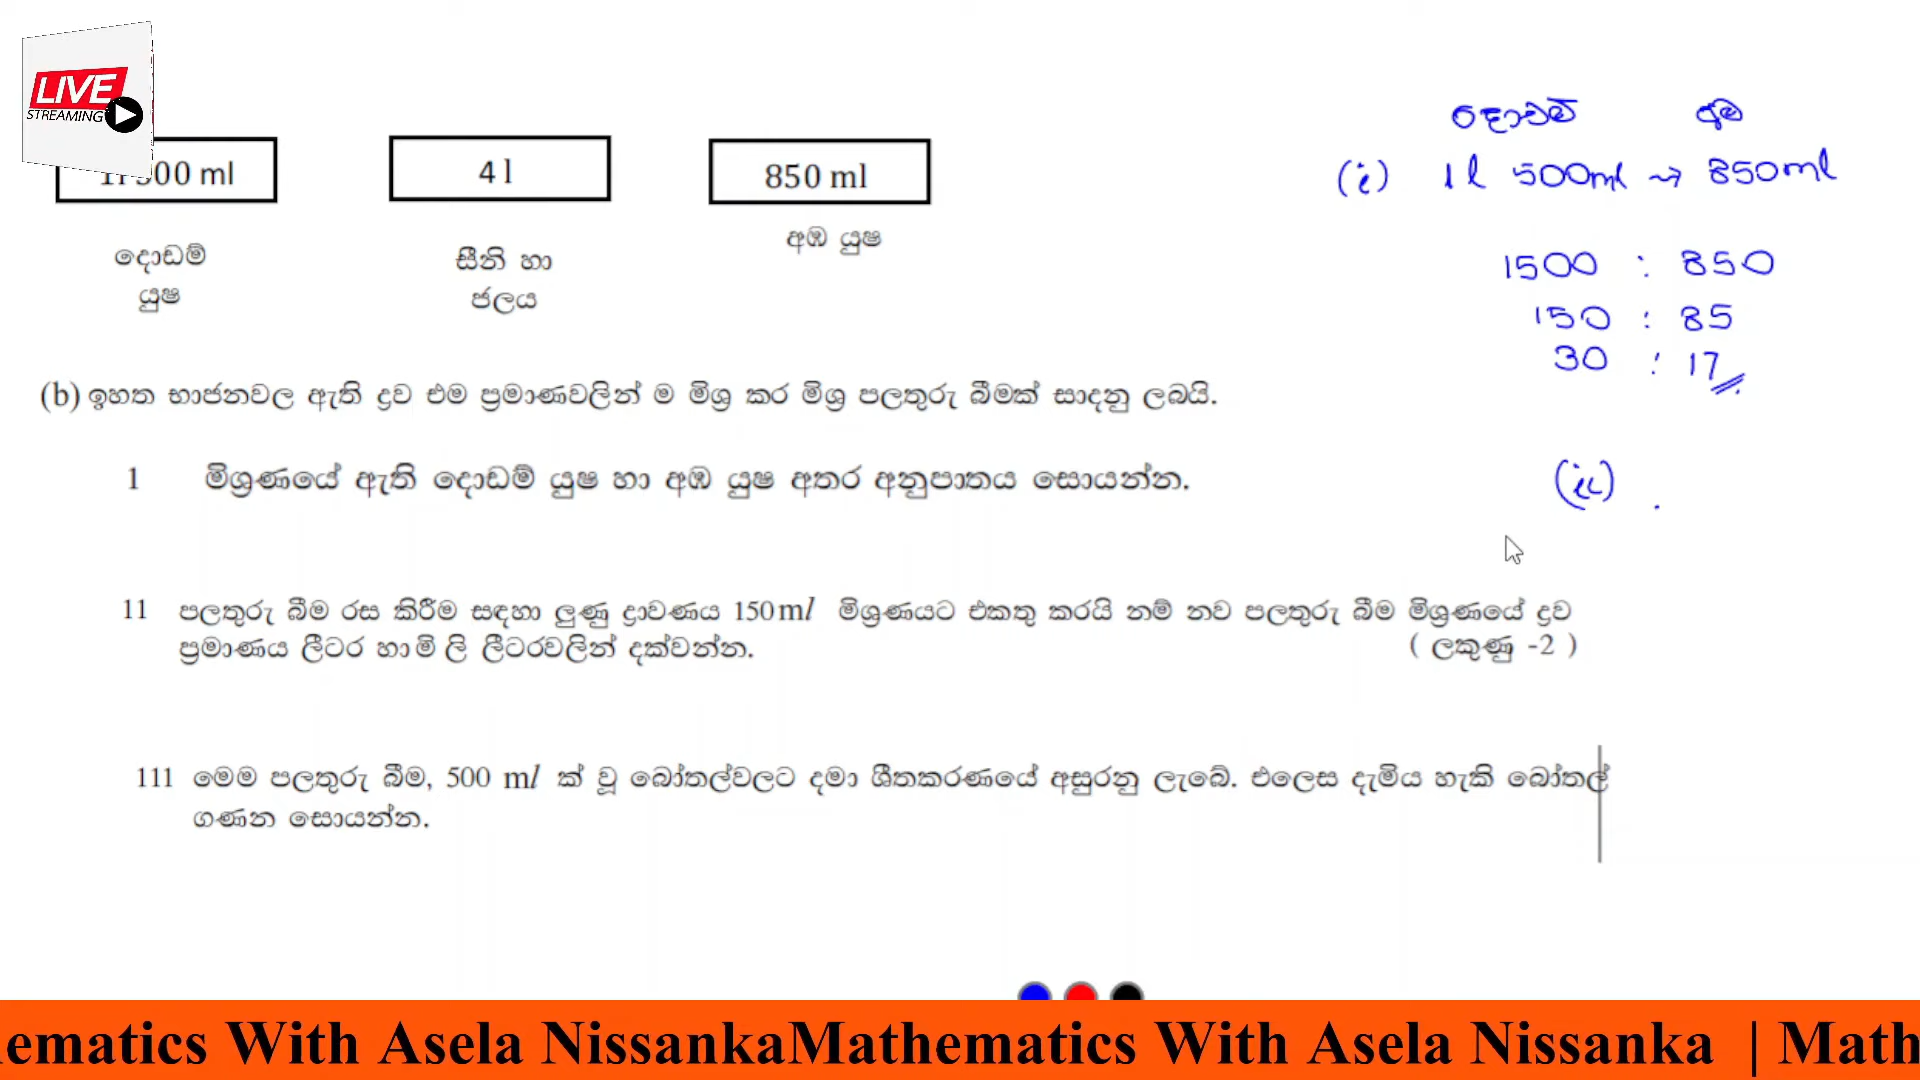 LIVE
STREAMING
1l 500 ml
4 l
850 ml
දොඩම්
යුෂ
සීනි හා
ජලය
අඹ යුෂ
දොඩම් අඹ
(i) 1 l 500ml → 850ml
1500 : 850
150 : 85
30 : 17
(b) ඉහත භාජනවල ඇති ද්‍රව එම ප්‍රමාණවලින් ම මිශ්‍ර කර මිශ්‍ර පලතුරු බීමක් සාදනු ලබයි.
1 මිශ්‍රණයේ ඇති දොඩම් යුෂ හා අඹ යුෂ අතර අනුපාතය සොයන්න.
(ii)
11 පලතුරු බීම රස කිරීම සඳහා ලුණු ද්‍රාවණය 150 ml මිශ්‍රණයට එකතු කරයි නම් නව පලතුරු බීම මිශ්‍රණයේ ද්‍රව
ප්‍රමාණය ලීටර හා මි ලි ලීටරවලින් දක්වන්න. ( ලකුණු -2 )
111 මෙම පලතුරු බීම, 500 ml ක් වූ බෝතල්වලට දමා ශීතකරණයේ අසුරනු ලැබේ. එලෙස දැමිය හැකි බෝතල්
ගණන සොයන්න.
ematics With Asela NissankaMathematics With Asela Nissanka | Math